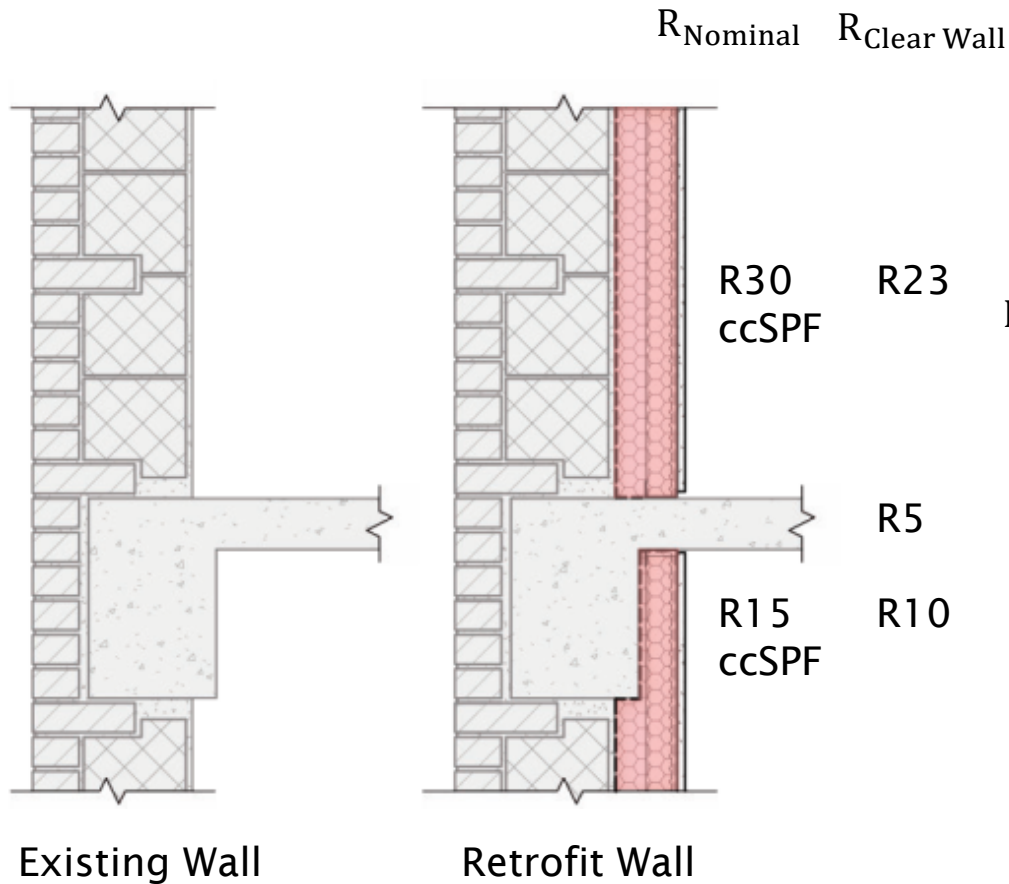 R_Nominal R_Clear Wall
R30 R23
ccSPF
R5
R15 R10
ccSPF
Existing Wall Retrofit Wall